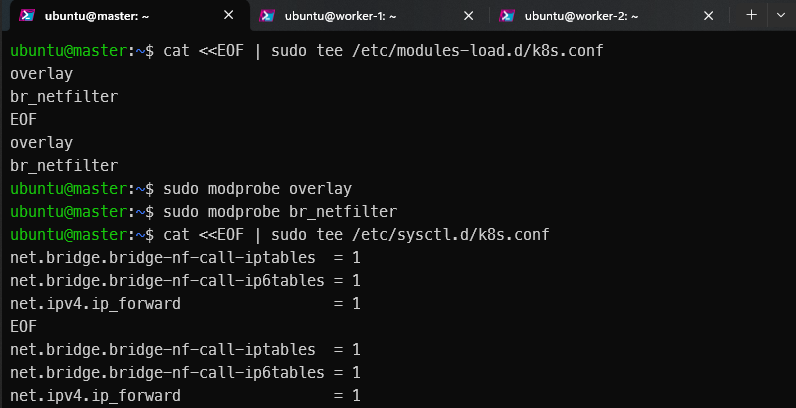 ubuntu@master: ~
ubuntu@worker-1: ~
ubuntu@worker-2: ~
ubuntu@master:~$ cat <<EOF | sudo tee /etc/modules-load.d/k8s.conf
overlay
br_netfilter
EOF
overlay
br_netfilter
ubuntu@master:~$ sudo modprobe overlay
ubuntu@master:~$ sudo modprobe br_netfilter
ubuntu@master:~$ cat <<EOF | sudo tee /etc/sysctl.d/k8s.conf
net.bridge.bridge-nf-call-iptables  = 1
net.bridge.bridge-nf-call-ip6tables = 1
net.ipv4.ip_forward                 = 1
EOF
net.bridge.bridge-nf-call-iptables  = 1
net.bridge.bridge-nf-call-ip6tables = 1
net.ipv4.ip_forward                 = 1